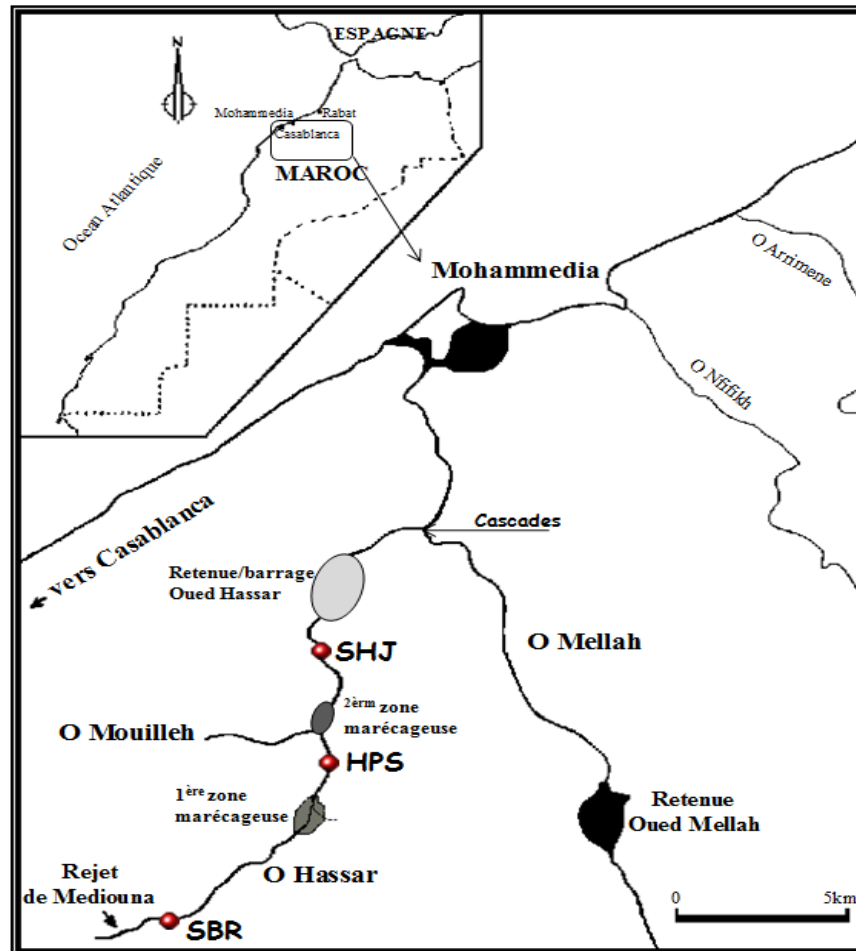 ESPAGNE
N
Mohammedia
Rabat
Casablanca
MAROC
Ocean Atlantique
Mohammedia
O Arrimene
O Nfifikh
Cascades
vers Casablanca
Retenue/barrage
Oued Hassar
SHJ
O Mellah
2èrm zone
marécageuse
O Mouilleh
HPS
1ère zone
marécageuse
Retenue
Oued Mellah
O Hassar
Rejet
de Mediouna
SBR
0 5km